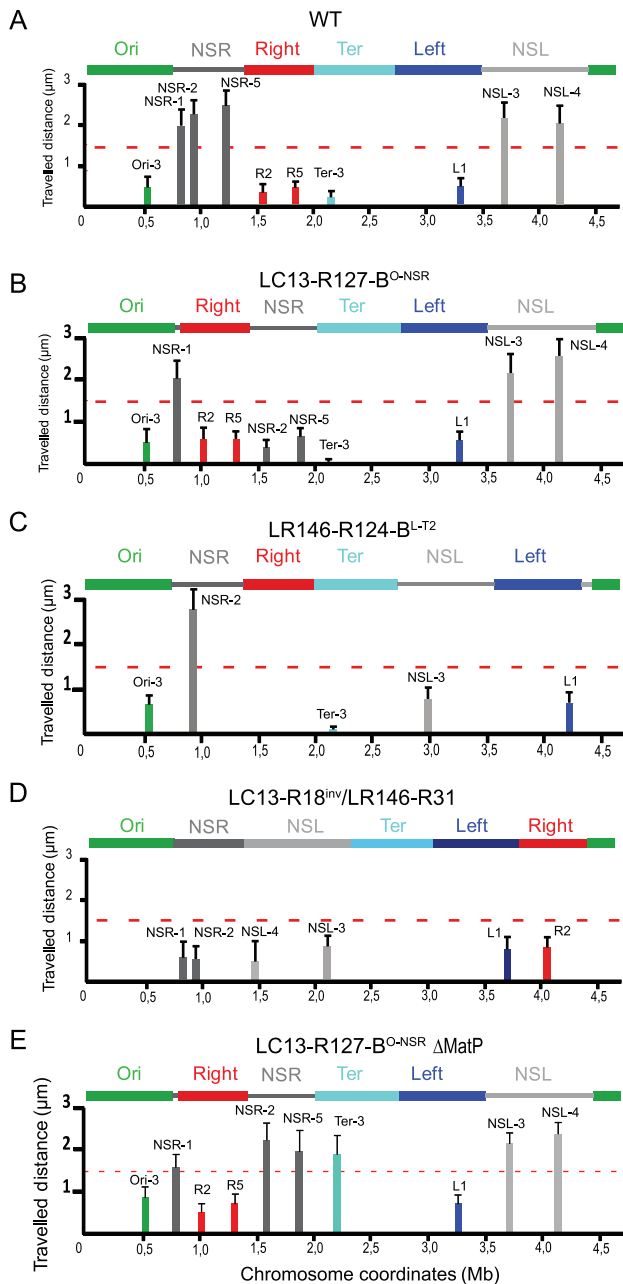 A
WT
Ori NSR Right Ter Left NSL
Travelled distance (µm)
3
2
1
NSR-1 NSR-2 NSR-5 NSL-3 NSL-4
Ori-3 R2 R5 Ter-3 L1
0 0,5 1,0 1,5 2,0 2,5 3,0 3,5 4,0 4,5
B
LC13-R127-B^O-NSR
Ori Right NSR Ter Left NSL
Travelled distance (µm)
3
2
1
NSR-1 NSL-3 NSL-4
Ori-3 R2 R5 NSR-2 NSR-5 Ter-3 L1
0 0,5 1,0 1,5 2,0 2,5 3,0 3,5 4,0 4,5
C
LR146-R124-B^L-T2
Ori NSR Right Ter NSL Left
Travelled distance (µm)
3
2
1
NSR-2
Ori-3 Ter-3 NSL-3 L1
0 0,5 1,0 1,5 2,0 2,5 3,0 3,5 4,0 4,5
D
LC13-R18^inv/LR146-R31
Ori NSR NSL Ter Left Right
Travelled distance (µm)
3
2
1
NSR-1 NSR-2 NSL-4 NSL-3 L1 R2
0 0,5 1,0 1,5 2,0 2,5 3,0 3,5 4,0 4,5
E
LC13-R127-B^O-NSR ΔMatP
Ori Right NSR Ter Left NSL
Travelled distance (µm)
3
2
1
NSR-1 NSR-2 NSR-5 Ter-3 NSL-3 NSL-4
Ori-3 R2 R5 L1
0 0,5 1,0 1,5 2,0 2,5 3,0 3,5 4,0 4,5
Chromosome coordinates (Mb)